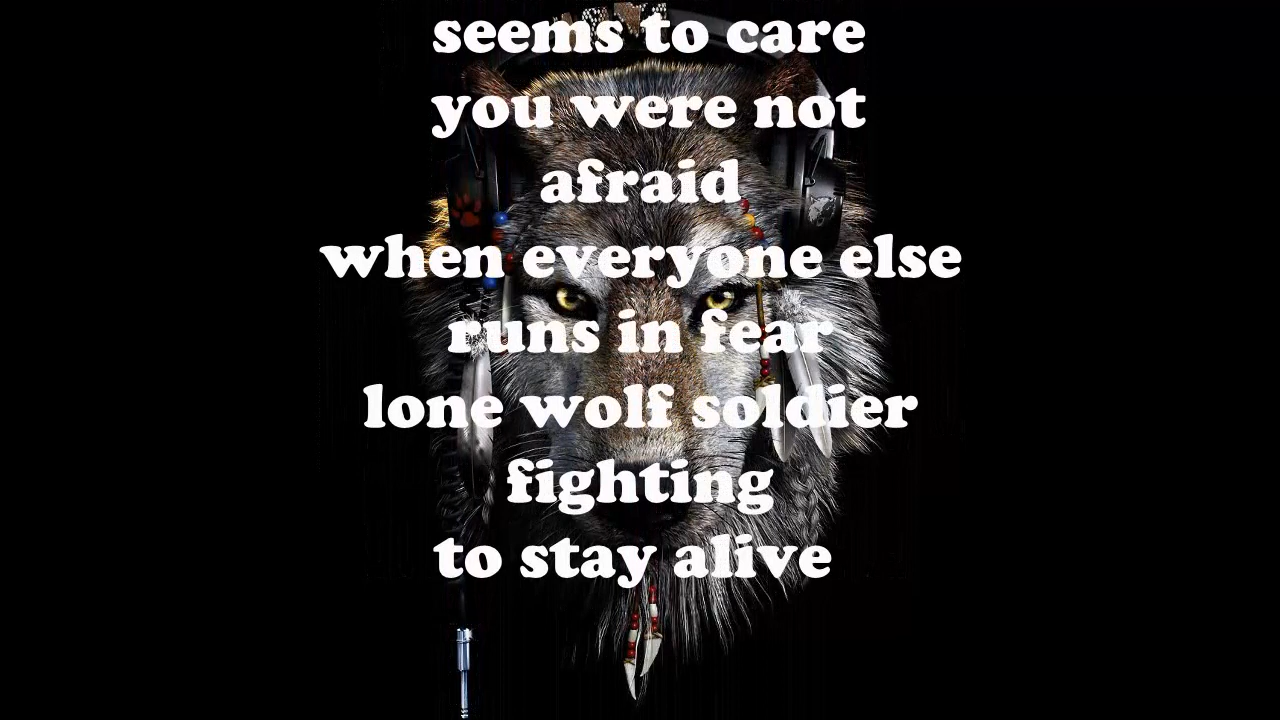 seems to care
you were not
afraid
when everyone else
runs in fear
lone wolf soldier
fighting
to stay alive